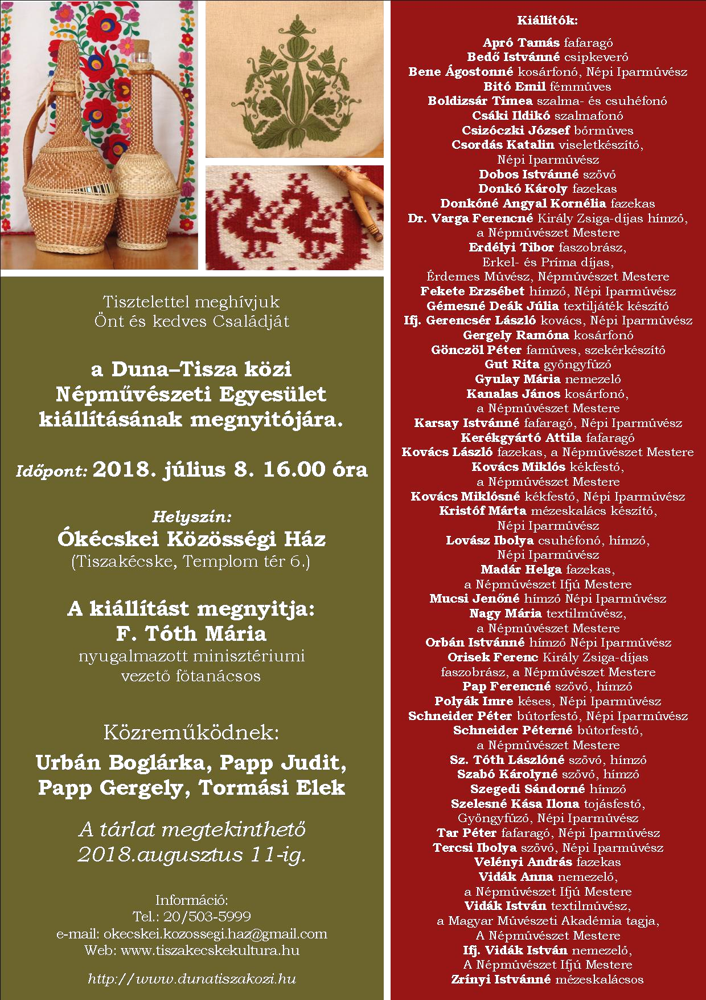 Tisztelettel meghívjuk
Önt és kedves Családját
a Duna–Tisza közi
Népművészeti Egyesület
kiállításának megnyitójára.
Időpont: 2018. július 8. 16.00 óra
Helyszín:
Ókécskei Közösségi Ház
(Tiszakécske, Templom tér 6.)
A kiállítást megnyitja:
F. Tóth Mária
nyugalmazott minisztériumi
vezető főtanácsos
Közreműködnek:
Urbán Boglárka, Papp Judit,
Papp Gergely, Tormási Elek
A tárlat megtekinthető
2018.augusztus 11-ig.
Információ:
Tel.: 20/503-5999
e-mail: okecskei.kozossegi.haz@gmail.com
Web: www.tiszakecskekultura.hu
http://www.dunatiszakozi.hu
Kiállítók:
Apró Tamás fafaragó
Bedő Istvánné csipkeverő
Bene Ágostonné kosárfonó, Népi Iparművész
Bitó Emil fémműves
Boldizsár Tímea szalma- és csuhéfonó
Csáki Ildikó szalmafonó
Csizóczki József bőrműves
Csordás Katalin viseletkészítő,
Népi Iparművész
Dobos Istvánné szövő
Donkó Károly fazekas
Donkóné Angyal Kornélia fazekas
Dr. Varga Ferencné Király Zsiga-díjas hímző,
a Népművészet Mestere
Erdélyi Tibor faszobrász,
Erkel- és Príma díjas,
Érdemes Művész, Népművészet Mestere
Fekete Erzsébet hímző, Népi Iparművész
Gémesné Deák Júlia textiljáték készítő
Ifj. Gerencsér László kovács, Népi Iparművész
Gergely Ramóna kosárfonó
Gönczöl Péter faműves, szekérkészítő
Gut Rita gyöngyfűző
Gyulay Mária nemezelő
Kanalas János kosárfonó,
a Népművészet Mestere
Karsay Istvánné fafaragó, Népi Iparművész
Kerékgyártó Attila fafaragó
Kovács László fazekas, a Népművészet Mestere
Kovács Miklós kékfestő,
a Népművészet Mestere
Kovács Miklósné kékfestő, Népi Iparművész
Kristóf Márta mézeskalács készítő,
Népi Iparművész
Lovász Ibolya csuhéfonó, hímző,
Népi Iparművész
Madár Helga fazekas,
a Népművészet Ifjú Mestere
Mucsi Jenőné hímző Népi Iparművész
Nagy Mária textilművész,
a Népművészet Mestere
Orbán Istvánné hímző Népi Iparművész
Orisek Ferenc Király Zsiga-díjas
faszobrász, a Népművészet Mestere
Pap Ferencné szövő, hímző
Polyák Imre késes, Népi Iparművész
Schneider Péter bútorfestő, Népi Iparművész
Schneider Péterné bútorfestő,
a Népművészet Mestere
Sz. Tóth Lászlóné szövő, hímző
Szabó Károlyné szövő, hímző
Szegedi Sándorné hímző
Szelesné Kása Ilona tojásfestő,
Gyöngyfűző, Népi Iparművész
Tar Péter fafaragó, Népi Iparművész
Tercsi Ibolya szövő, Népi Iparművész
Velényi András fazekas
Vidák Anna nemezelő,
a Népművészet Ifjú Mestere
Vidák István textilművész,
a Magyar Művészeti Akadémia tagja,
A Népművészet Mestere
Ifj. Vidák István nemezelő,
A Népművészet Ifjú Mestere
Zrínyi Istvánné mézeskalácsos